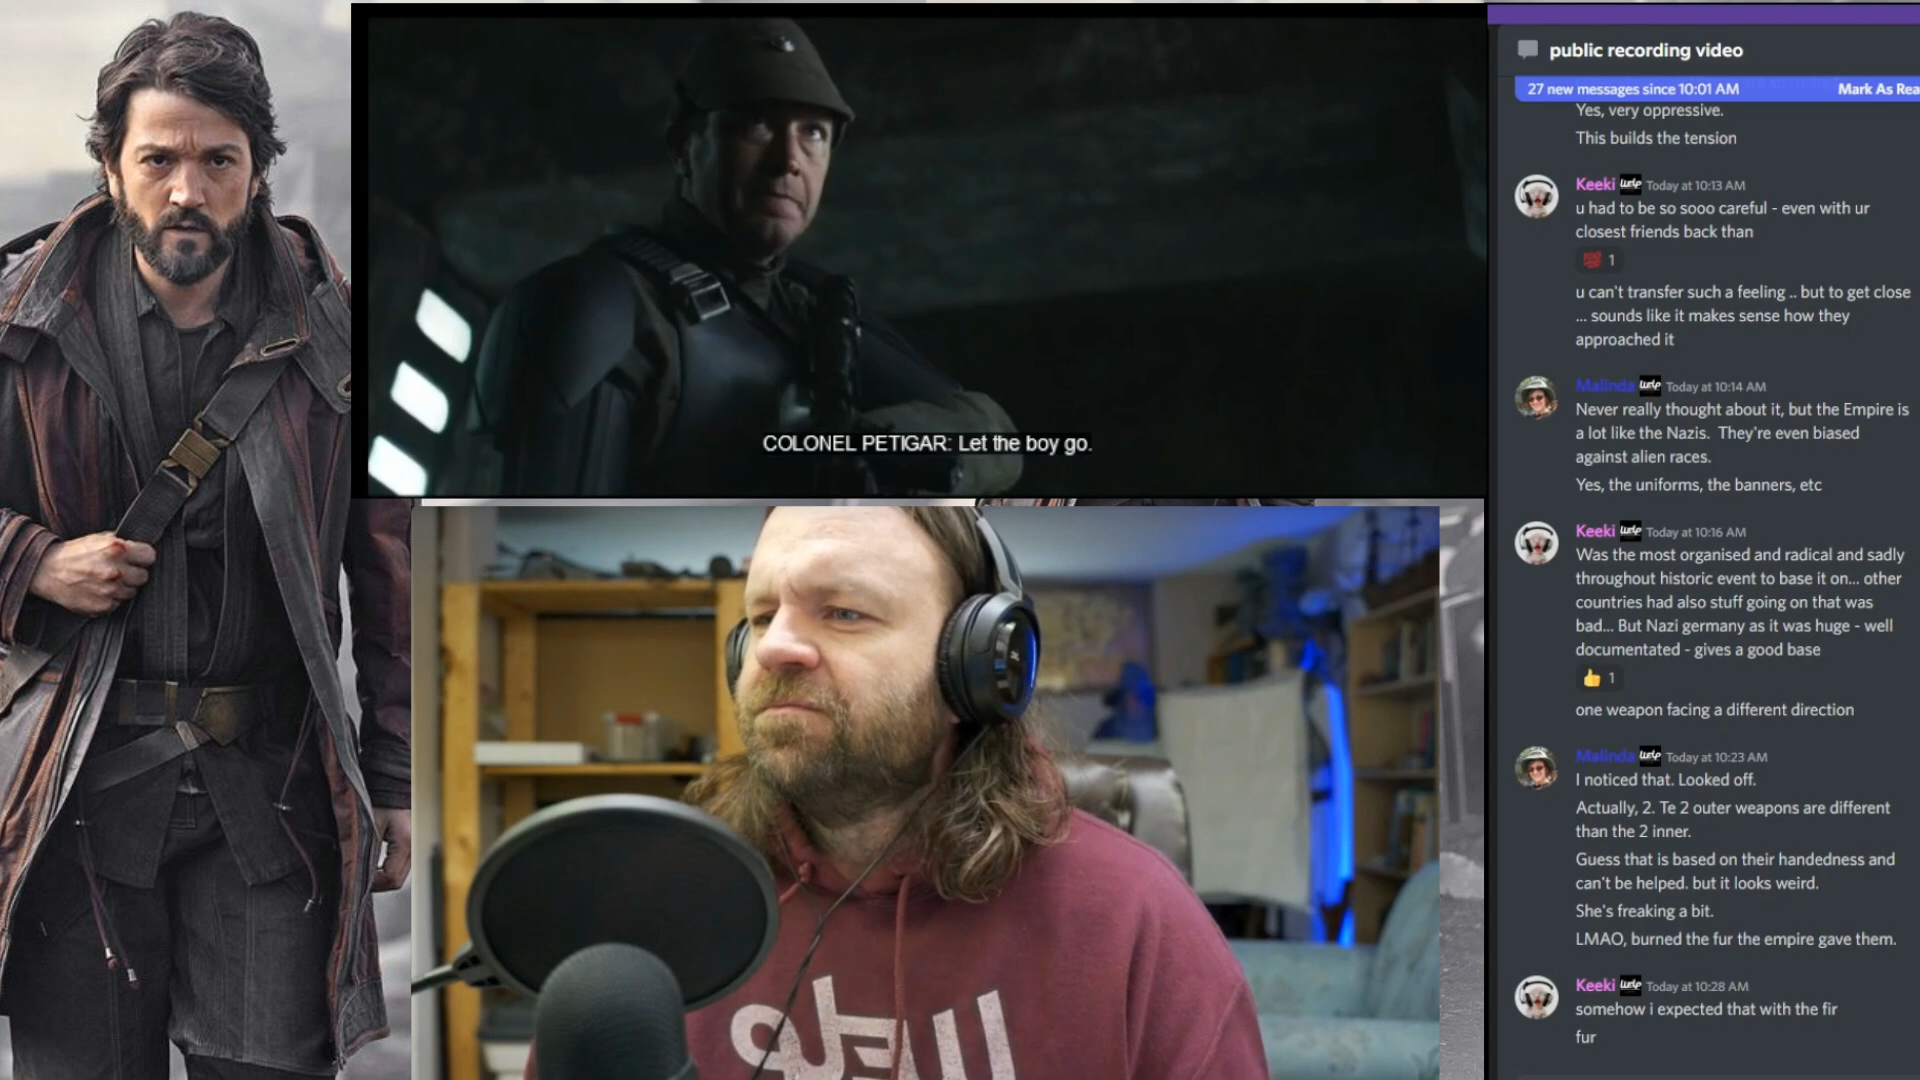 COLONEL PETIGAR: Let the boy go.
public recording video
27 new messages since 10:01 AM
Mark As Rea
Yes, very oppressive.
This builds the tension
Keeki Today at 10:13 AM
u had to be so sooo careful - even with ur
closest friends back than
1
u can't transfer such a feeling .. but to get close
... sounds like it makes sense how they
approached it
Malinda Today at 10:14 AM
Never really thought about it, but the Empire is
a lot like the Nazis. They're even biased
against alien races.
Yes, the uniforms, the banners, etc
Keeki Today at 10:16 AM
Was the most organised and radical and sadly
throughout historic event to base it on... other
countries had also stuff going on that was
bad... But Nazi germany as it was huge - well
documentated - gives a good base
1
one weapon facing a different direction
Malinda Today at 10:23 AM
I noticed that. Looked off.
Actually, 2. Te 2 outer weapons are different
than the 2 inner.
Guess that is based on their handedness and
can't be helped. but it looks weird.
She's freaking a bit.
LMAO, burned the fur the empire gave them.
Keeki Today at 10:28 AM
somehow i expected that with the fir
fur